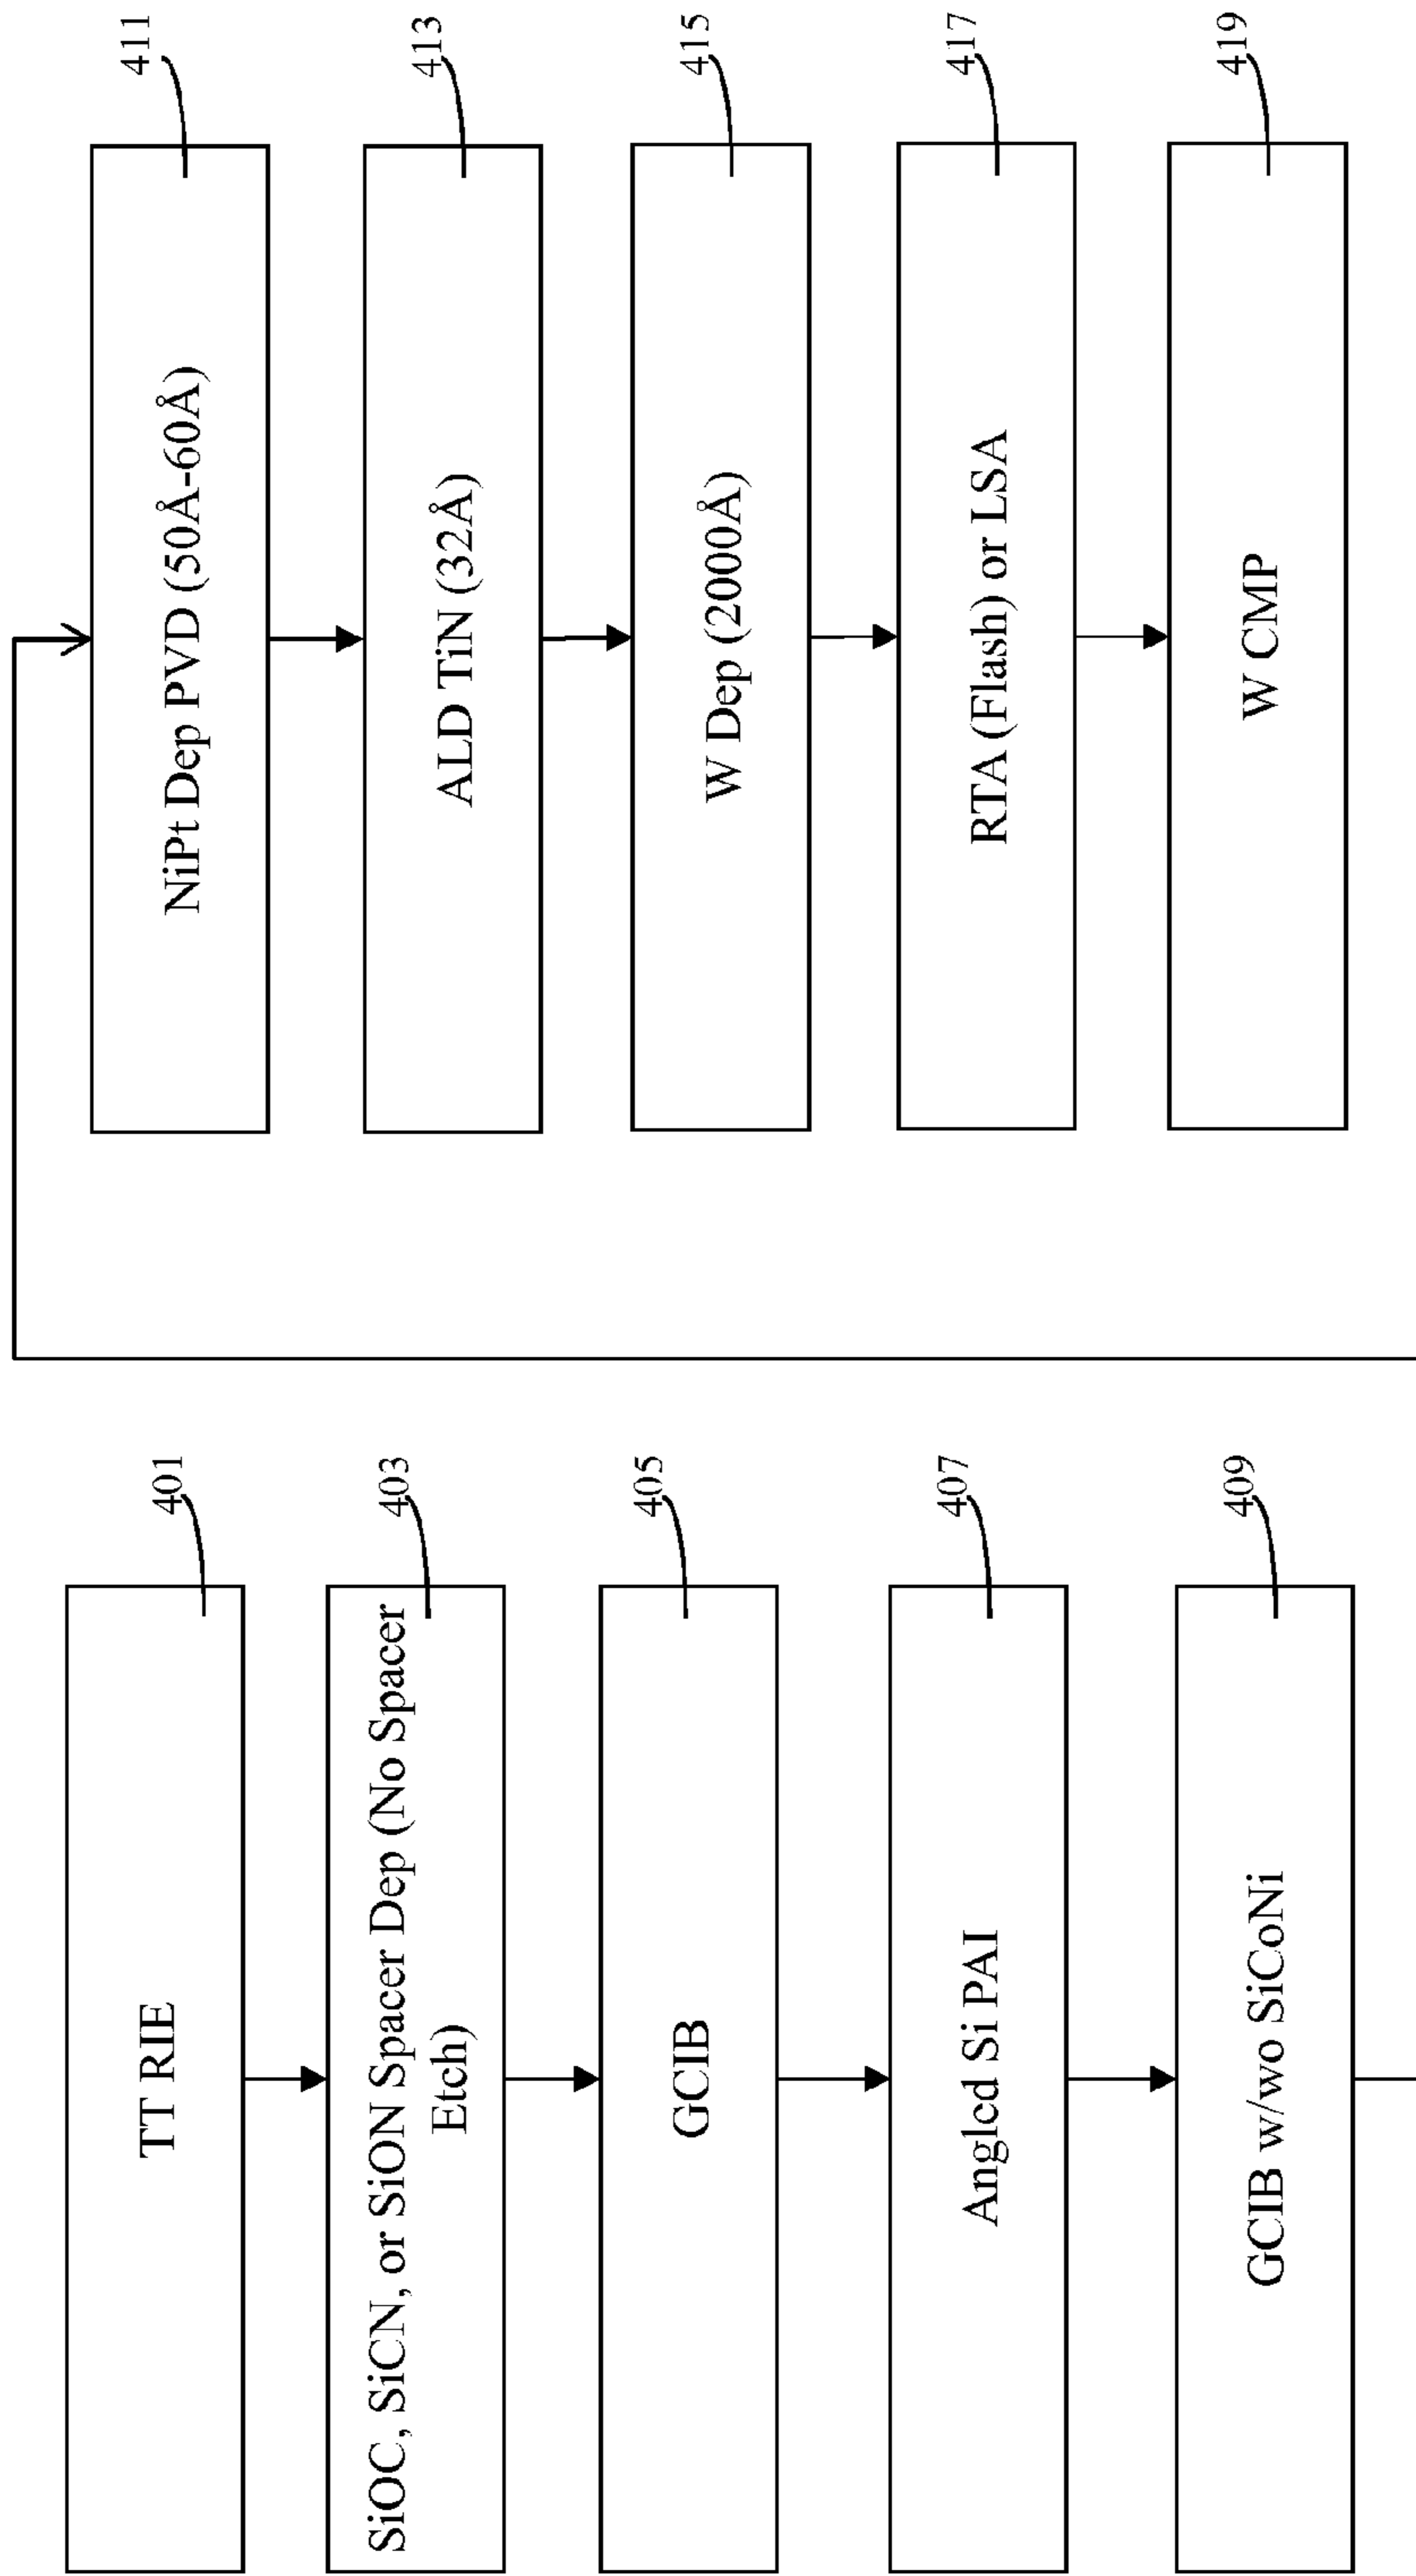 TT RIE
401
SiOC, SiCN, or SiON Spacer Dep (No Spacer
Etch)
403
GCIB
405
Angled Si PAI
407
GCIB w/wo SiCoNi
409
NiPt Dep PVD (50Å-60Å)
411
ALD TiN (32Å)
413
W Dep (2000Å)
415
RTA (Flash) or LSA
417
W CMP
419